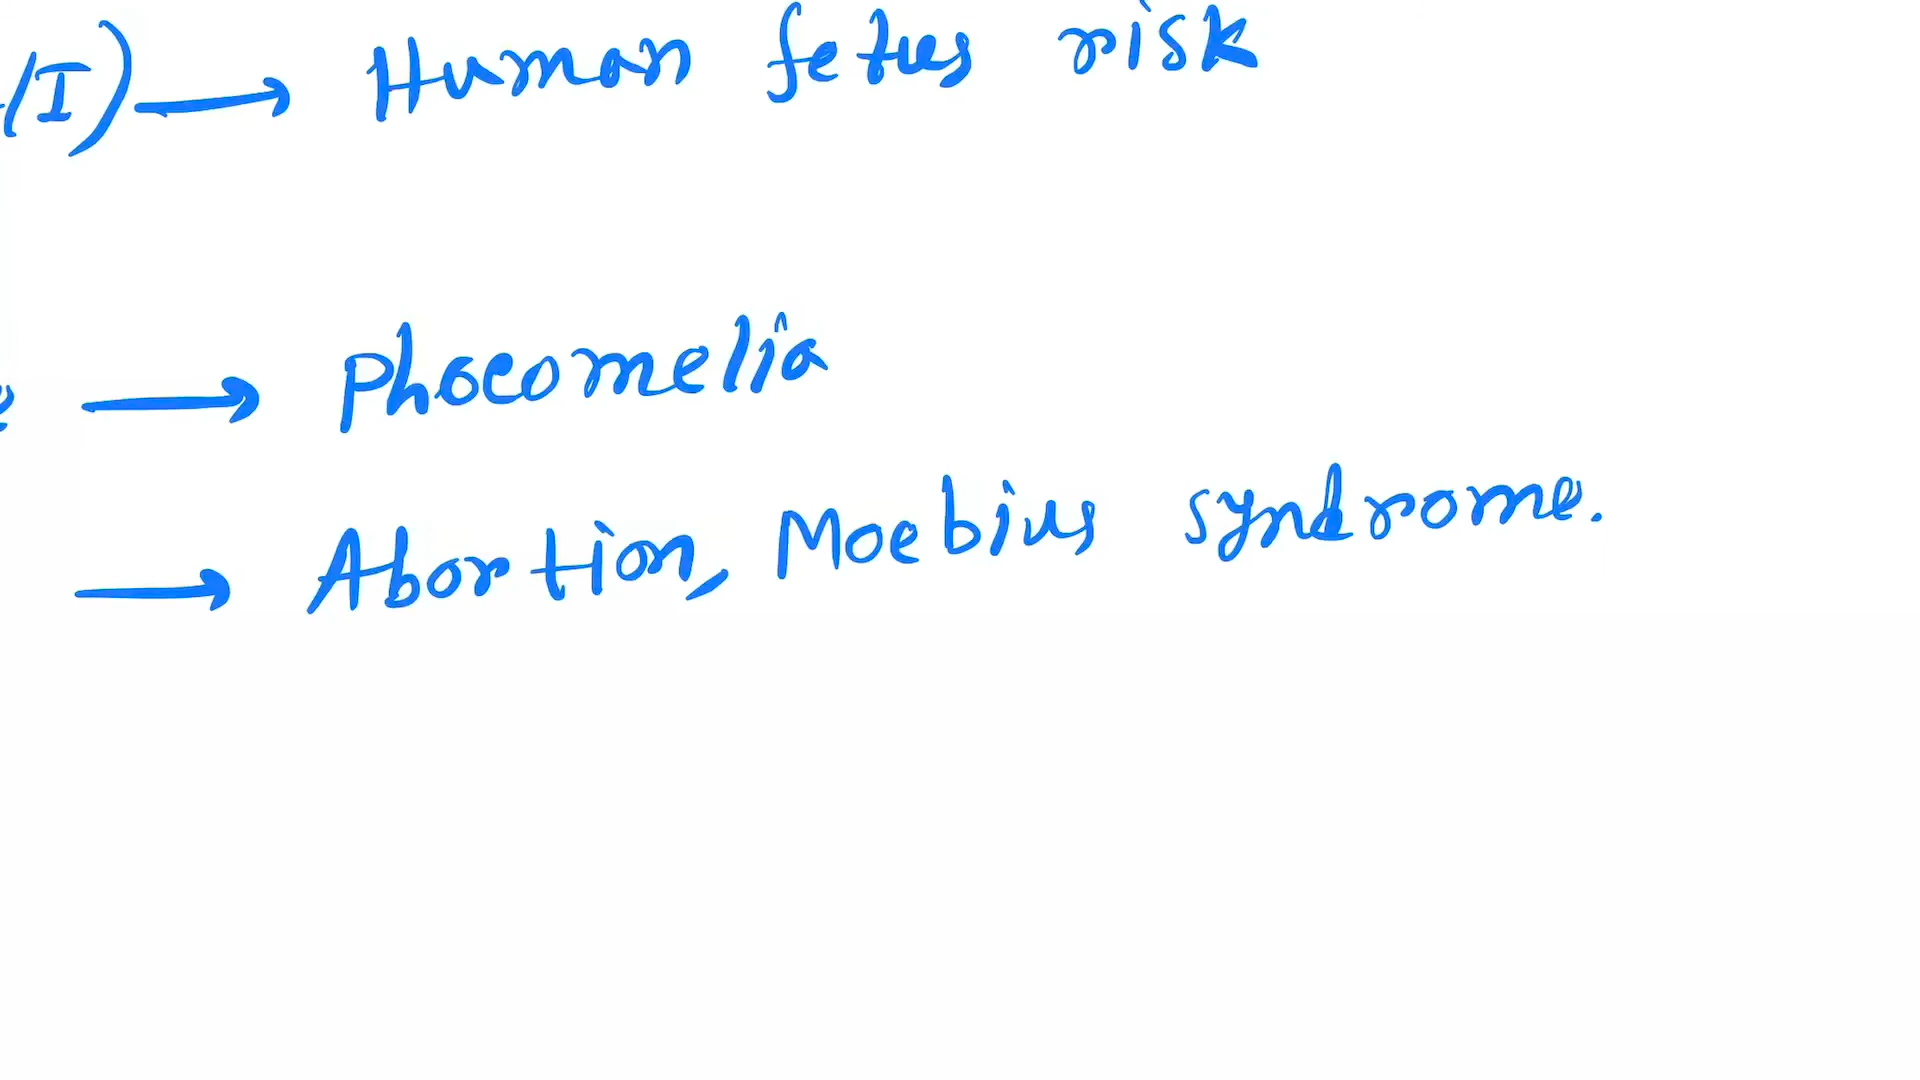 /I) → Human fetus risk
→ Phocomelia
→ Abortion, Moebius syndrome.